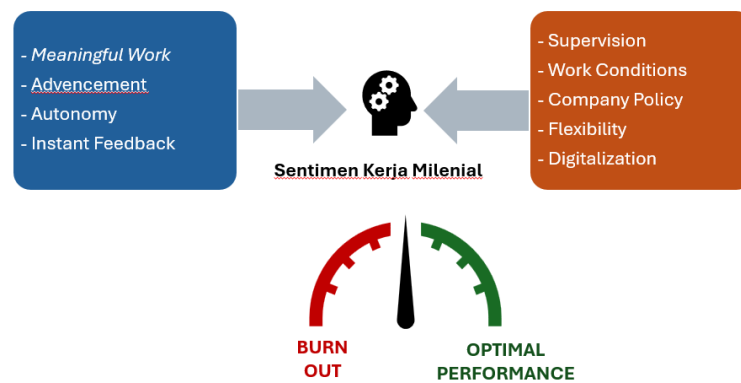 - Meaningful Work
- Advencement
- Autonomy
- Instant Feedback
- Supervision
- Work Conditions
- Company Policy
- Flexibility
- Digitalization
Sentimen Kerja Milenial
BURN
OUT
OPTIMAL
PERFORMANCE